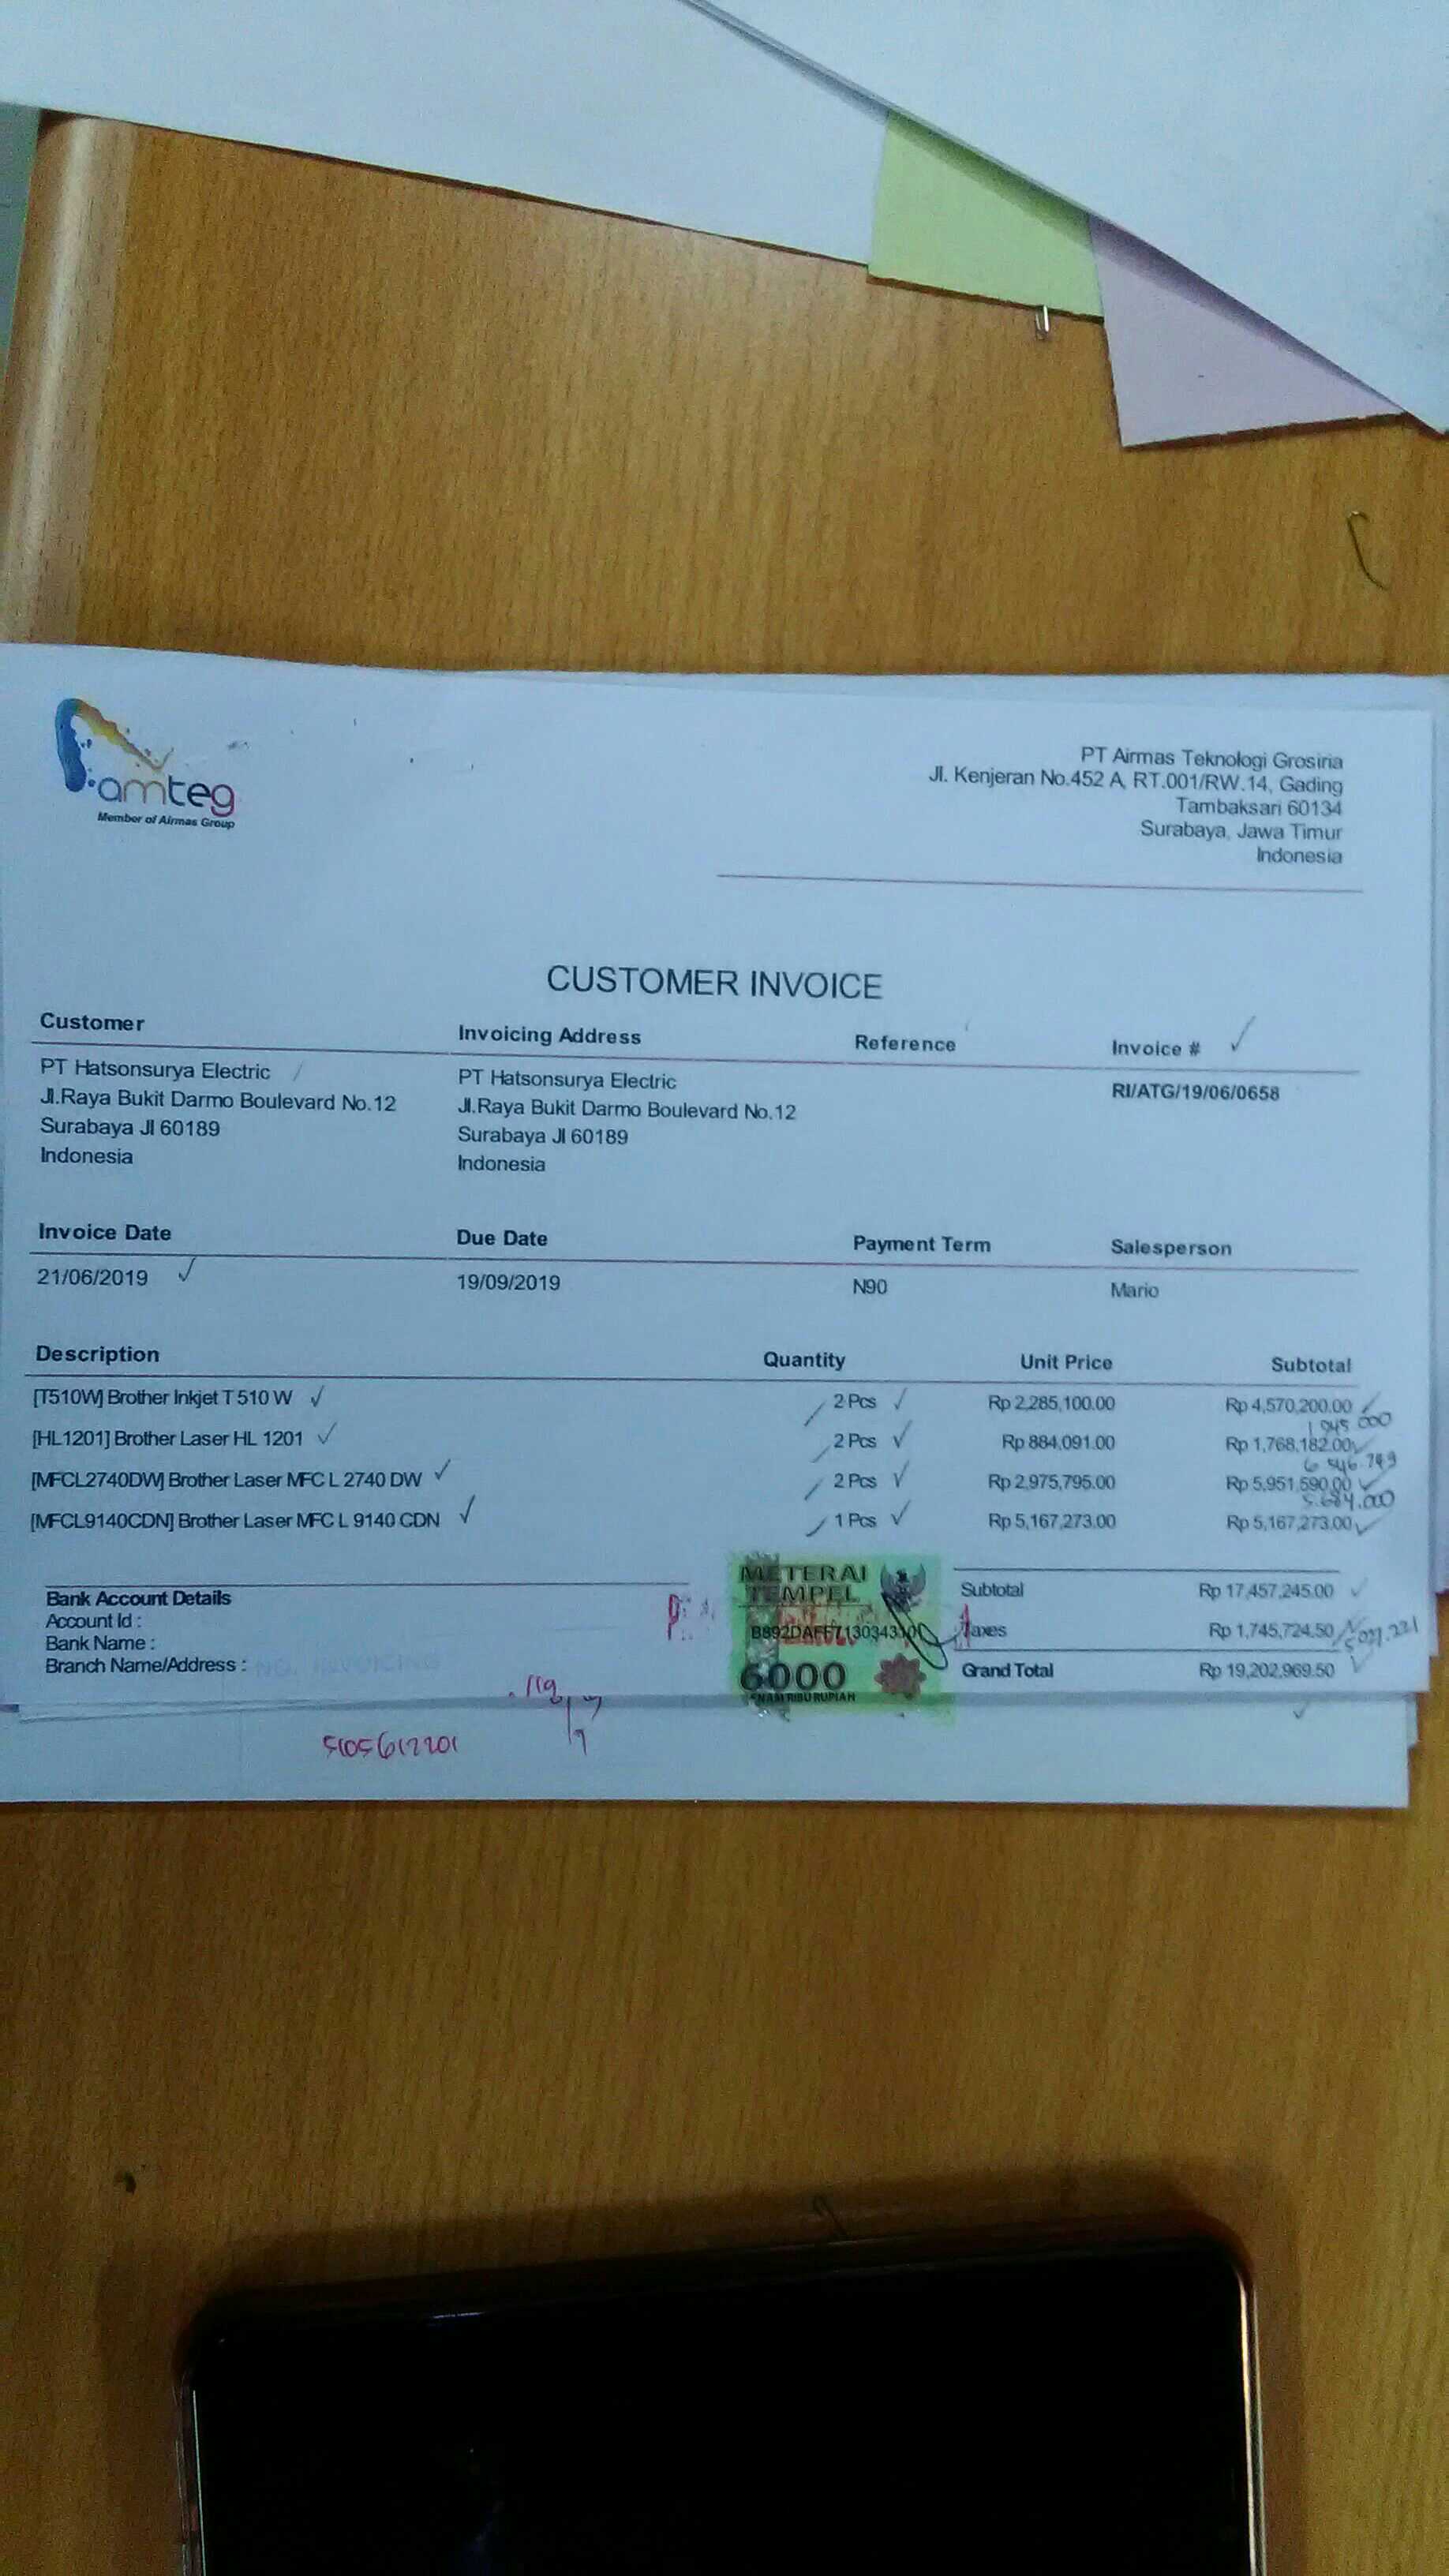 amteg
Member of Airmas Group
PT Airmas Teknologi Grosiria
Jl. Kenjeran No.452 A, RT.001/RW.14, Gading
Tambaksari 60134
Surabaya, Jawa Timur
Indonesia
CUSTOMER INVOICE
Customer Invoicing Address Reference Invoice #
PT Hatsonsurya Electric PT Hatsonsurya Electric RI/ATG/19/06/0658
Jl.Raya Bukit Darmo Boulevard No.12 Jl.Raya Bukit Darmo Boulevard No.12
Surabaya JI 60189 Surabaya JI 60189
Indonesia Indonesia
Invoice Date Due Date Payment Term Salesperson
21/06/2019 19/09/2019 N90 Mario
Description Quantity Unit Price Subtotal
[T510W] Brother Inkjet T 510 W 2 Pcs Rp 2,285,100.00 Rp 4,570,200.00
1 945 000
[HL1201] Brother Laser HL 1201 2 Pcs Rp 884,091.00 Rp 1,768,182.00
6 546 749
[MFCL2740DW] Brother Laser MFC L 2740 DW 2 Pcs Rp 2,975,795.00 Rp 5,951,590.00
5.684.000
[MFCL9140CDN] Brother Laser MFC L 9140 CDN 1 Pcs Rp 5,167,273.00 Rp 5,167,273.00
Bank Account Details
Account Id :
Bank Name :
Branch Name/Address :
METERAI
TEMPEL
6000
ENAM RIBU RUPIAH
Subtotal Rp 17,457,245.00
Taxes Rp 1,745,724.50
Grand Total Rp 19,202,969.50
5105612201